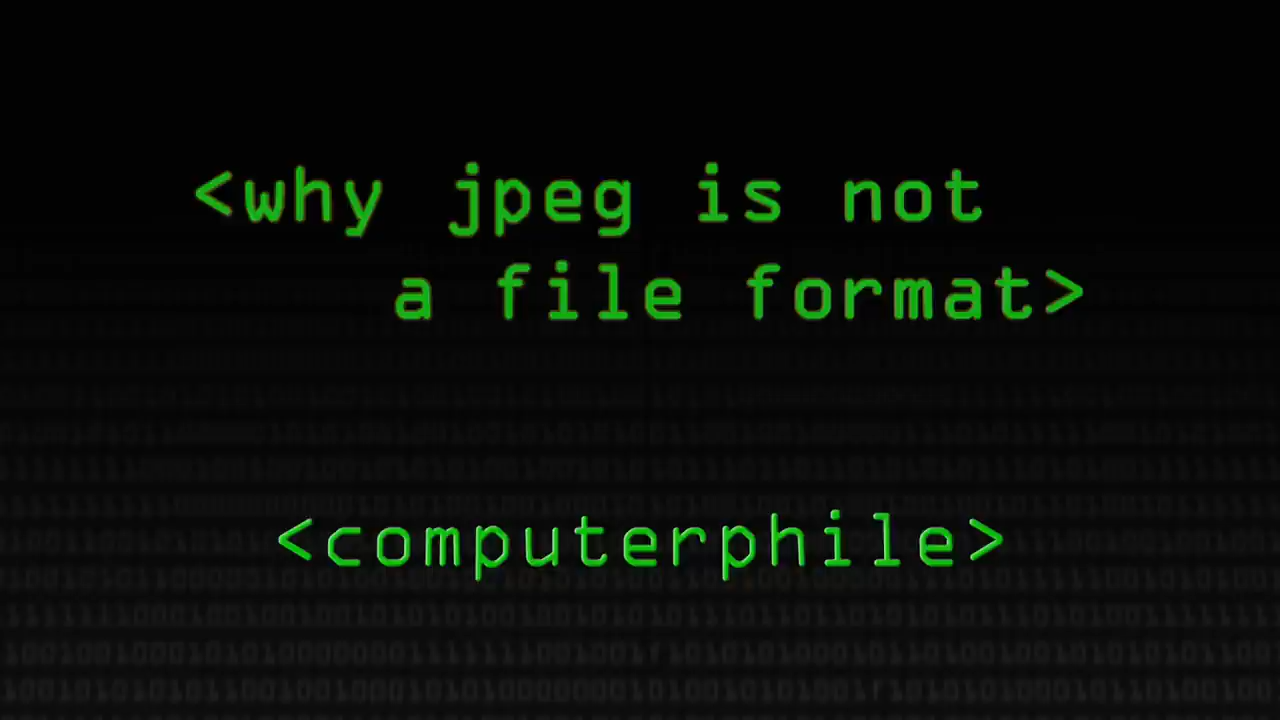 <why jpeg is not
a file format>
<computerphile>